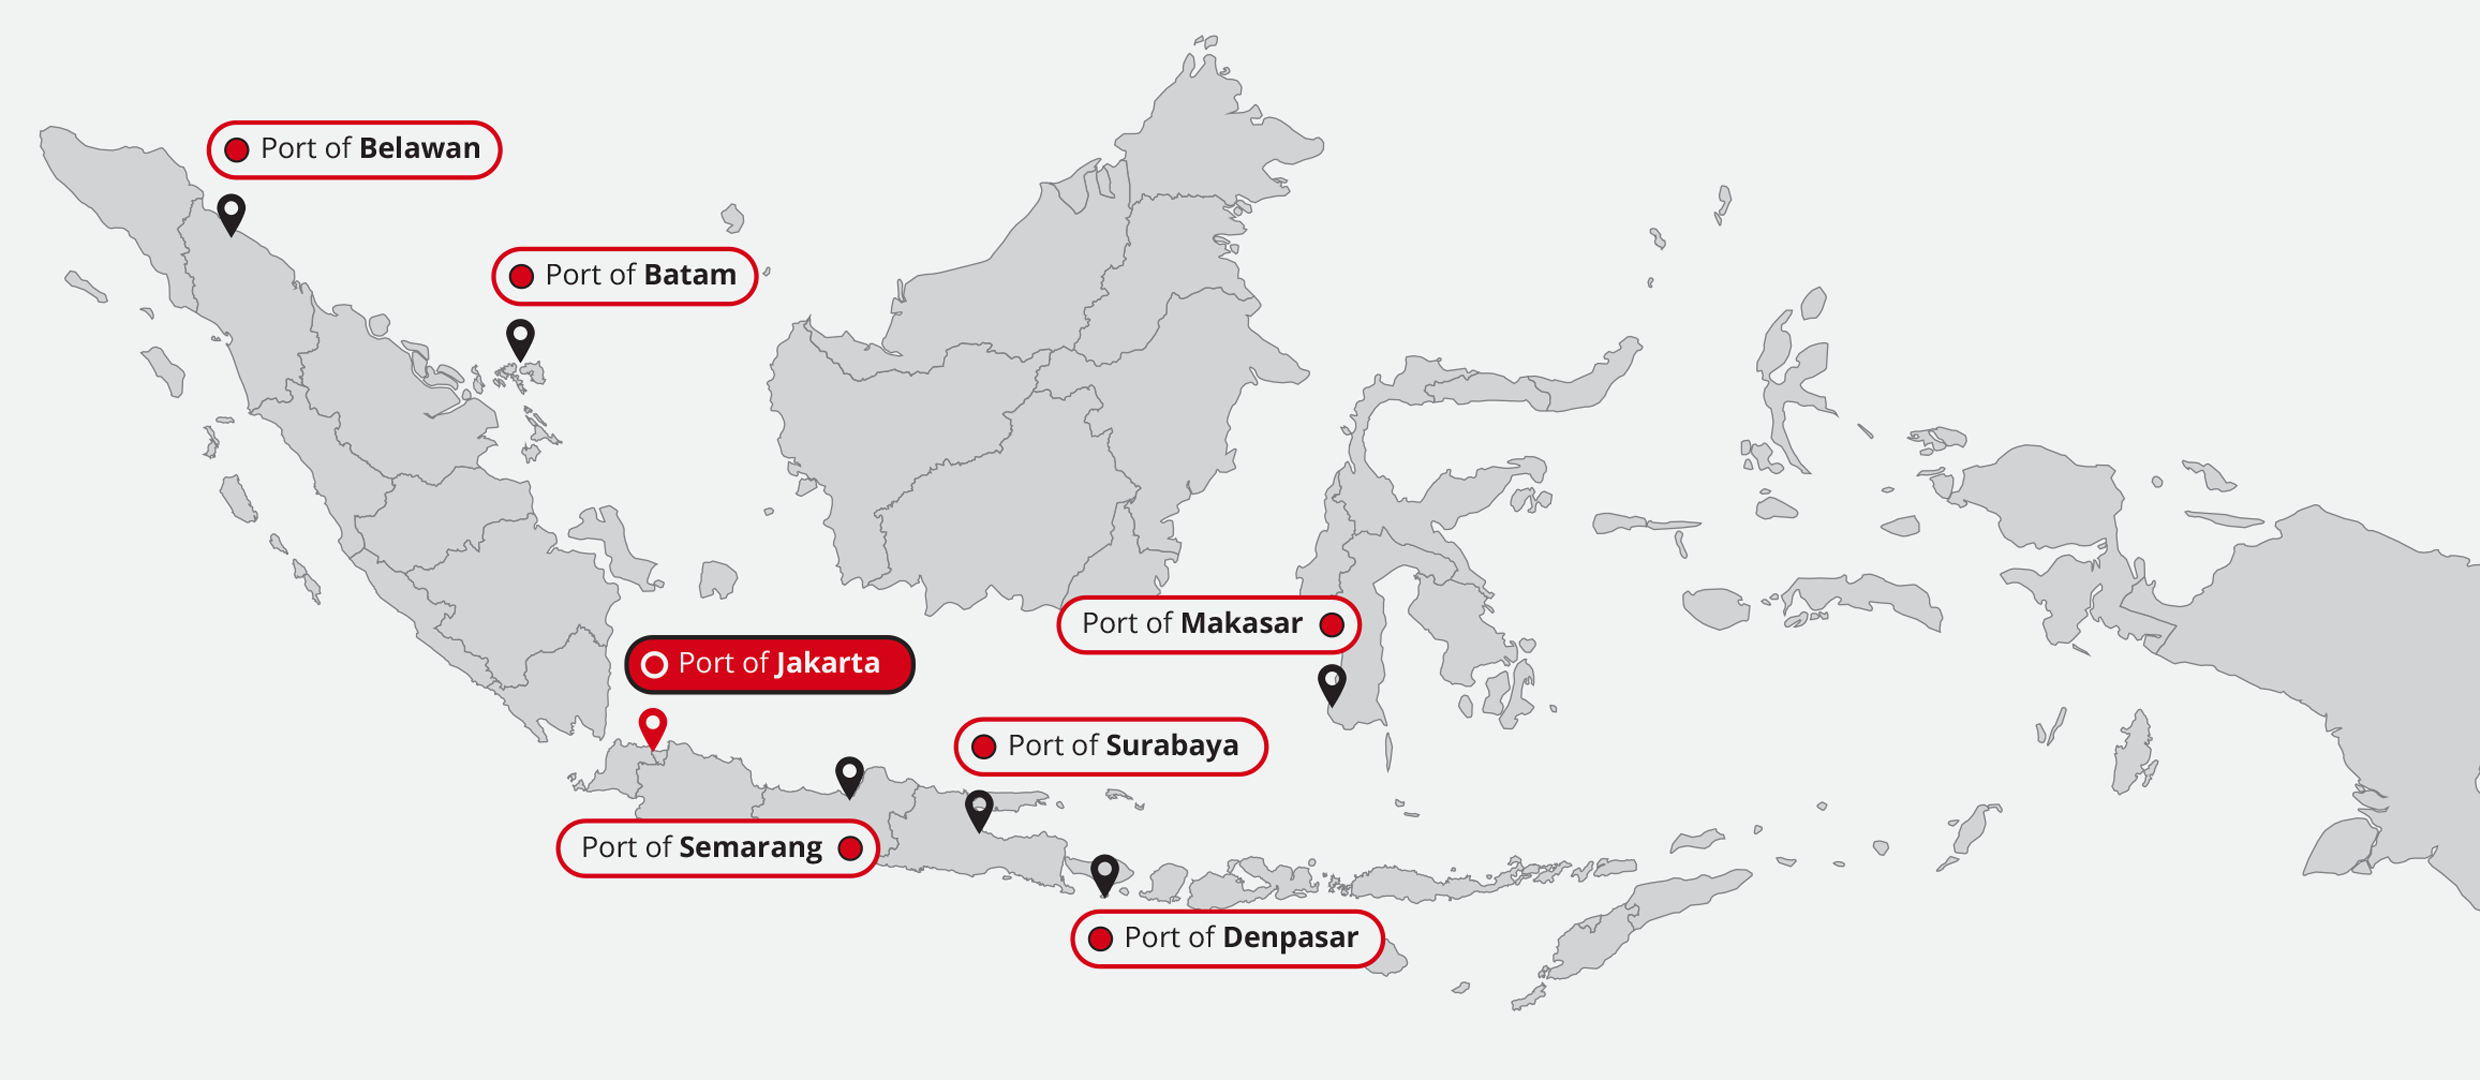 Port of Belawan
Port of Batam
Port of Makasar
Port of Jakarta
Port of Surabaya
Port of Semarang
Port of Denpasar